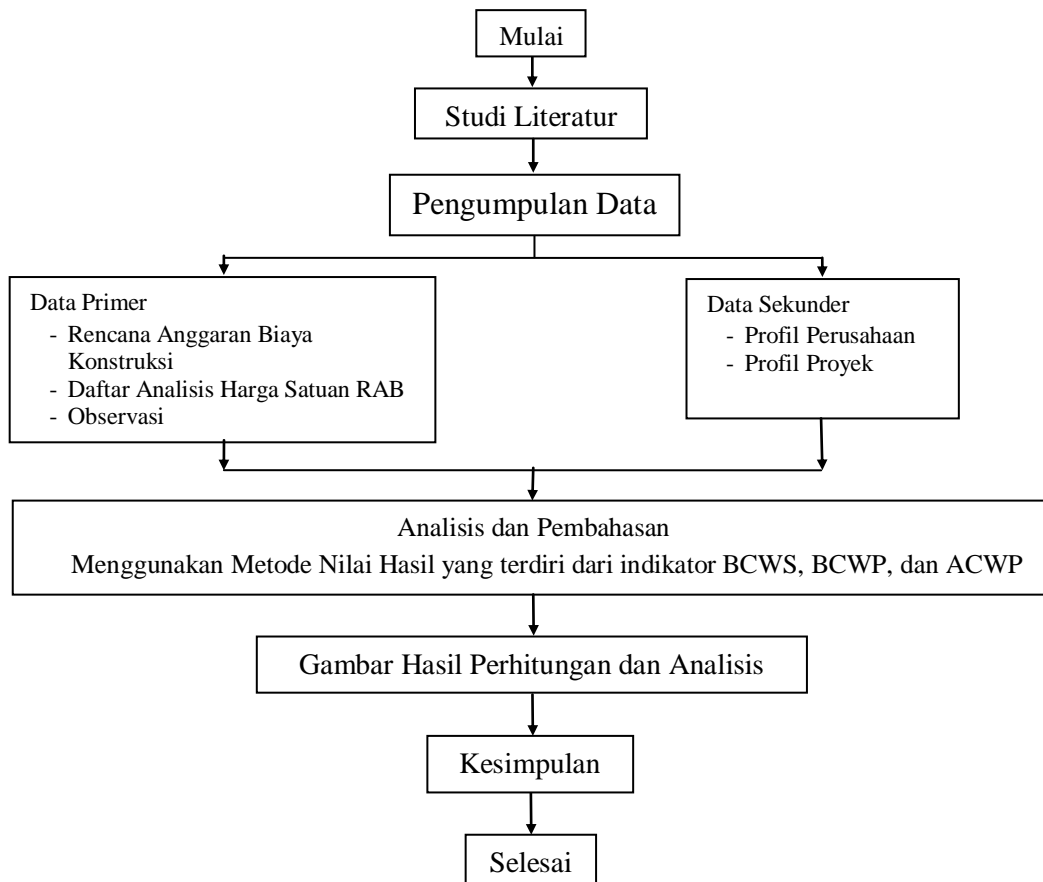 Mulai
Studi Literatur
Pengumpulan Data
Data Primer
- Rencana Anggaran Biaya
Konstruksi
- Daftar Analisis Harga Satuan RAB
- Observasi
Data Sekunder
- Profil Perusahaan
- Profil Proyek
Analisis dan Pembahasan
Menggunakan Metode Nilai Hasil yang terdiri dari indikator BCWS, BCWP, dan ACWP
Gambar Hasil Perhitungan dan Analisis
Kesimpulan
Selesai